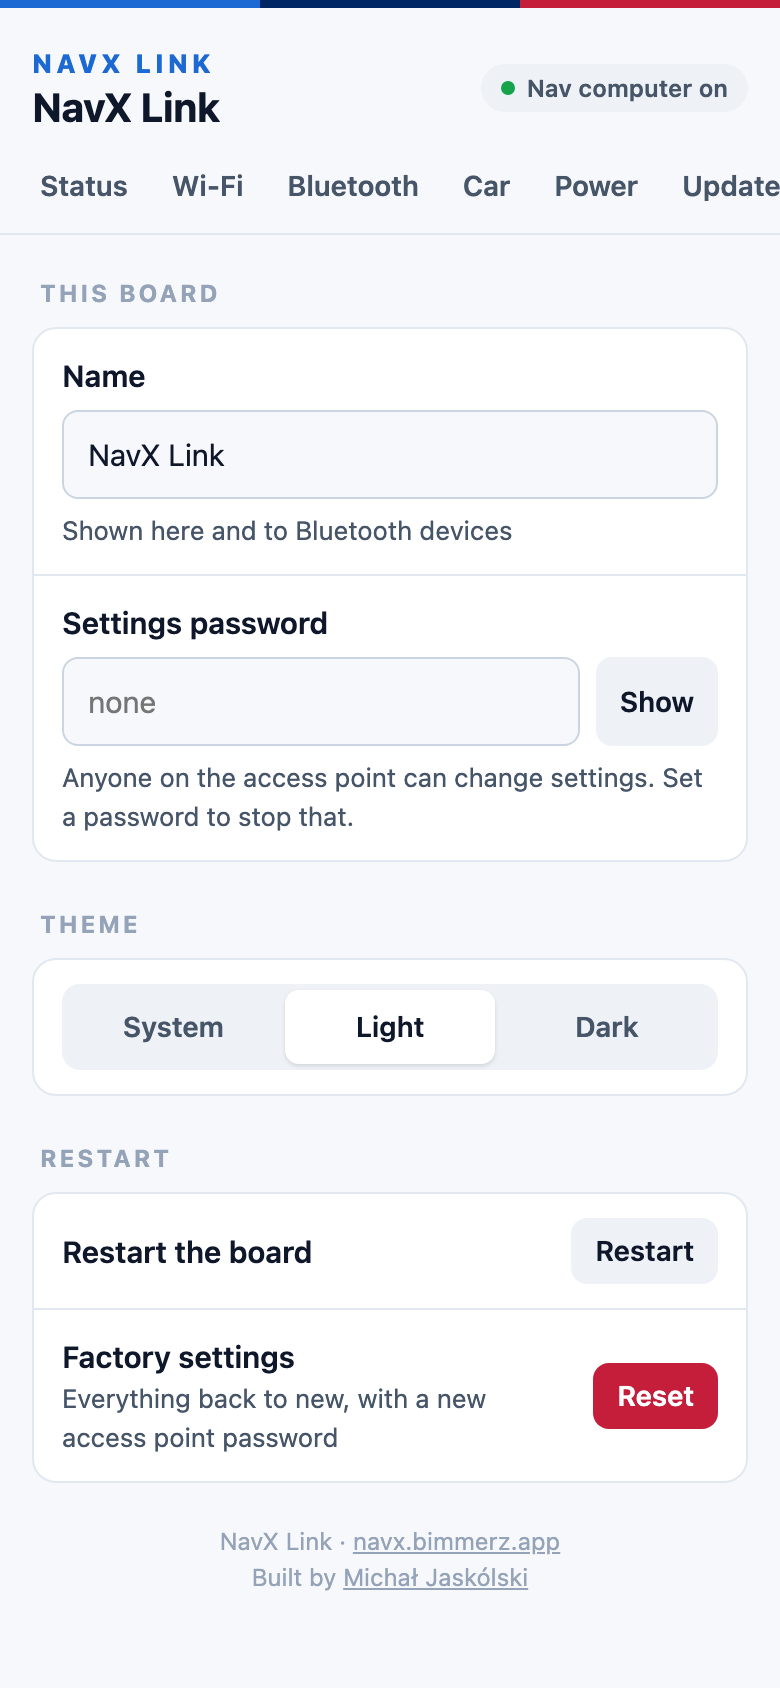 NAVX LINK
NavX Link
Nav computer on
Status Wi-Fi Bluetooth Car Power Update
THIS BOARD
Name
NavX Link
Shown here and to Bluetooth devices
Settings password
none
Show
Anyone on the access point can change settings. Set
a password to stop that.
THEME
System Light Dark
RESTART
Restart the board
Restart
Factory settings
Everything back to new, with a new
access point password
Reset
NavX Link · navx.bimmerz.app
Built by Michał Jaskólski